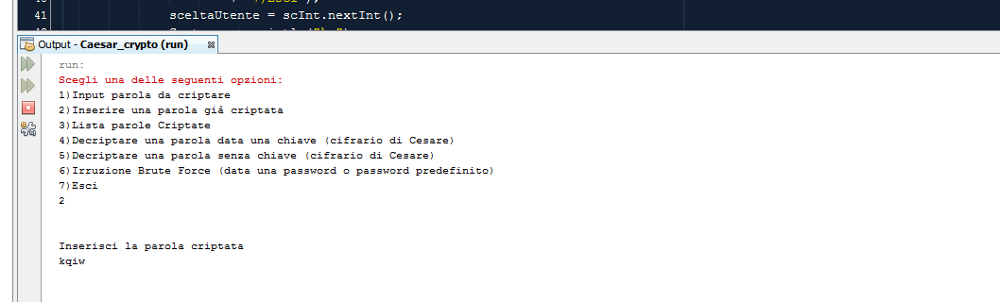 41 sceltaUtente = scInt.nextInt();
Output - Caesar_crypto (run)
run:
Scegli una delle seguenti opzioni:
1)Input parola da criptare
2)Inserire una parola già criptata
3)Lista parole Criptate
4)Decriptare una parola data una chiave (cifrario di Cesare)
5)Decriptare una parola senza chiave (cifrario di Cesare)
6)Irruzione Brute Force (data una password o password predefinito)
7)Esci
2
Inserisci la parola criptata
kqiw